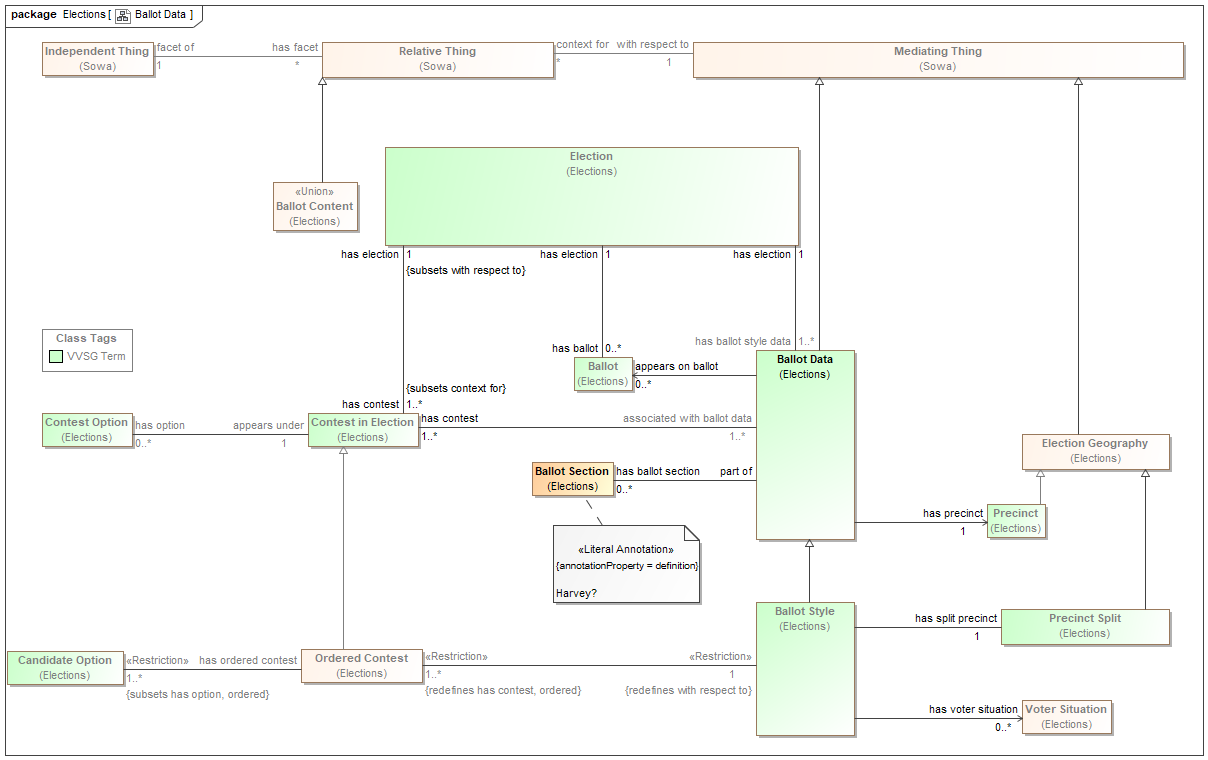 package Elections [ Ballot Data ]
Independent Thing
(Sowa)
facet of
has facet
1
*
Relative Thing
(Sowa)
context for
with respect to
*
1
Mediating Thing
(Sowa)
«Union»
Ballot Content
(Elections)
Election
(Elections)
has election
1
{subsets with respect to}
has election
1
has election
1
Class Tags
VVSG Term
has ballot
0..*
has ballot style data
1..*
Ballot
(Elections)
appears on ballot
0..*
Ballot Data
(Elections)
{subsets context for}
has contest
1..*
Contest Option
(Elections)
has option
0..*
appears under
1
Contest in Election
(Elections)
has contest
1..*
associated with ballot data
1..*
Election Geography
(Elections)
Ballot Section
(Elections)
has ballot section
0..*
part of
has precinct
1
Precinct
(Elections)
«Literal Annotation»
{annotationProperty = definition}
Harvey?
Ballot Style
(Elections)
has split precinct
1
Precinct Split
(Elections)
Candidate Option
(Elections)
«Restriction»
1..*
{subsets has option, ordered}
has ordered contest
Ordered Contest
(Elections)
«Restriction»
1..*
{redefines has contest, ordered}
«Restriction»
1
{redefines with respect to}
has voter situation
0..*
Voter Situation
(Elections)